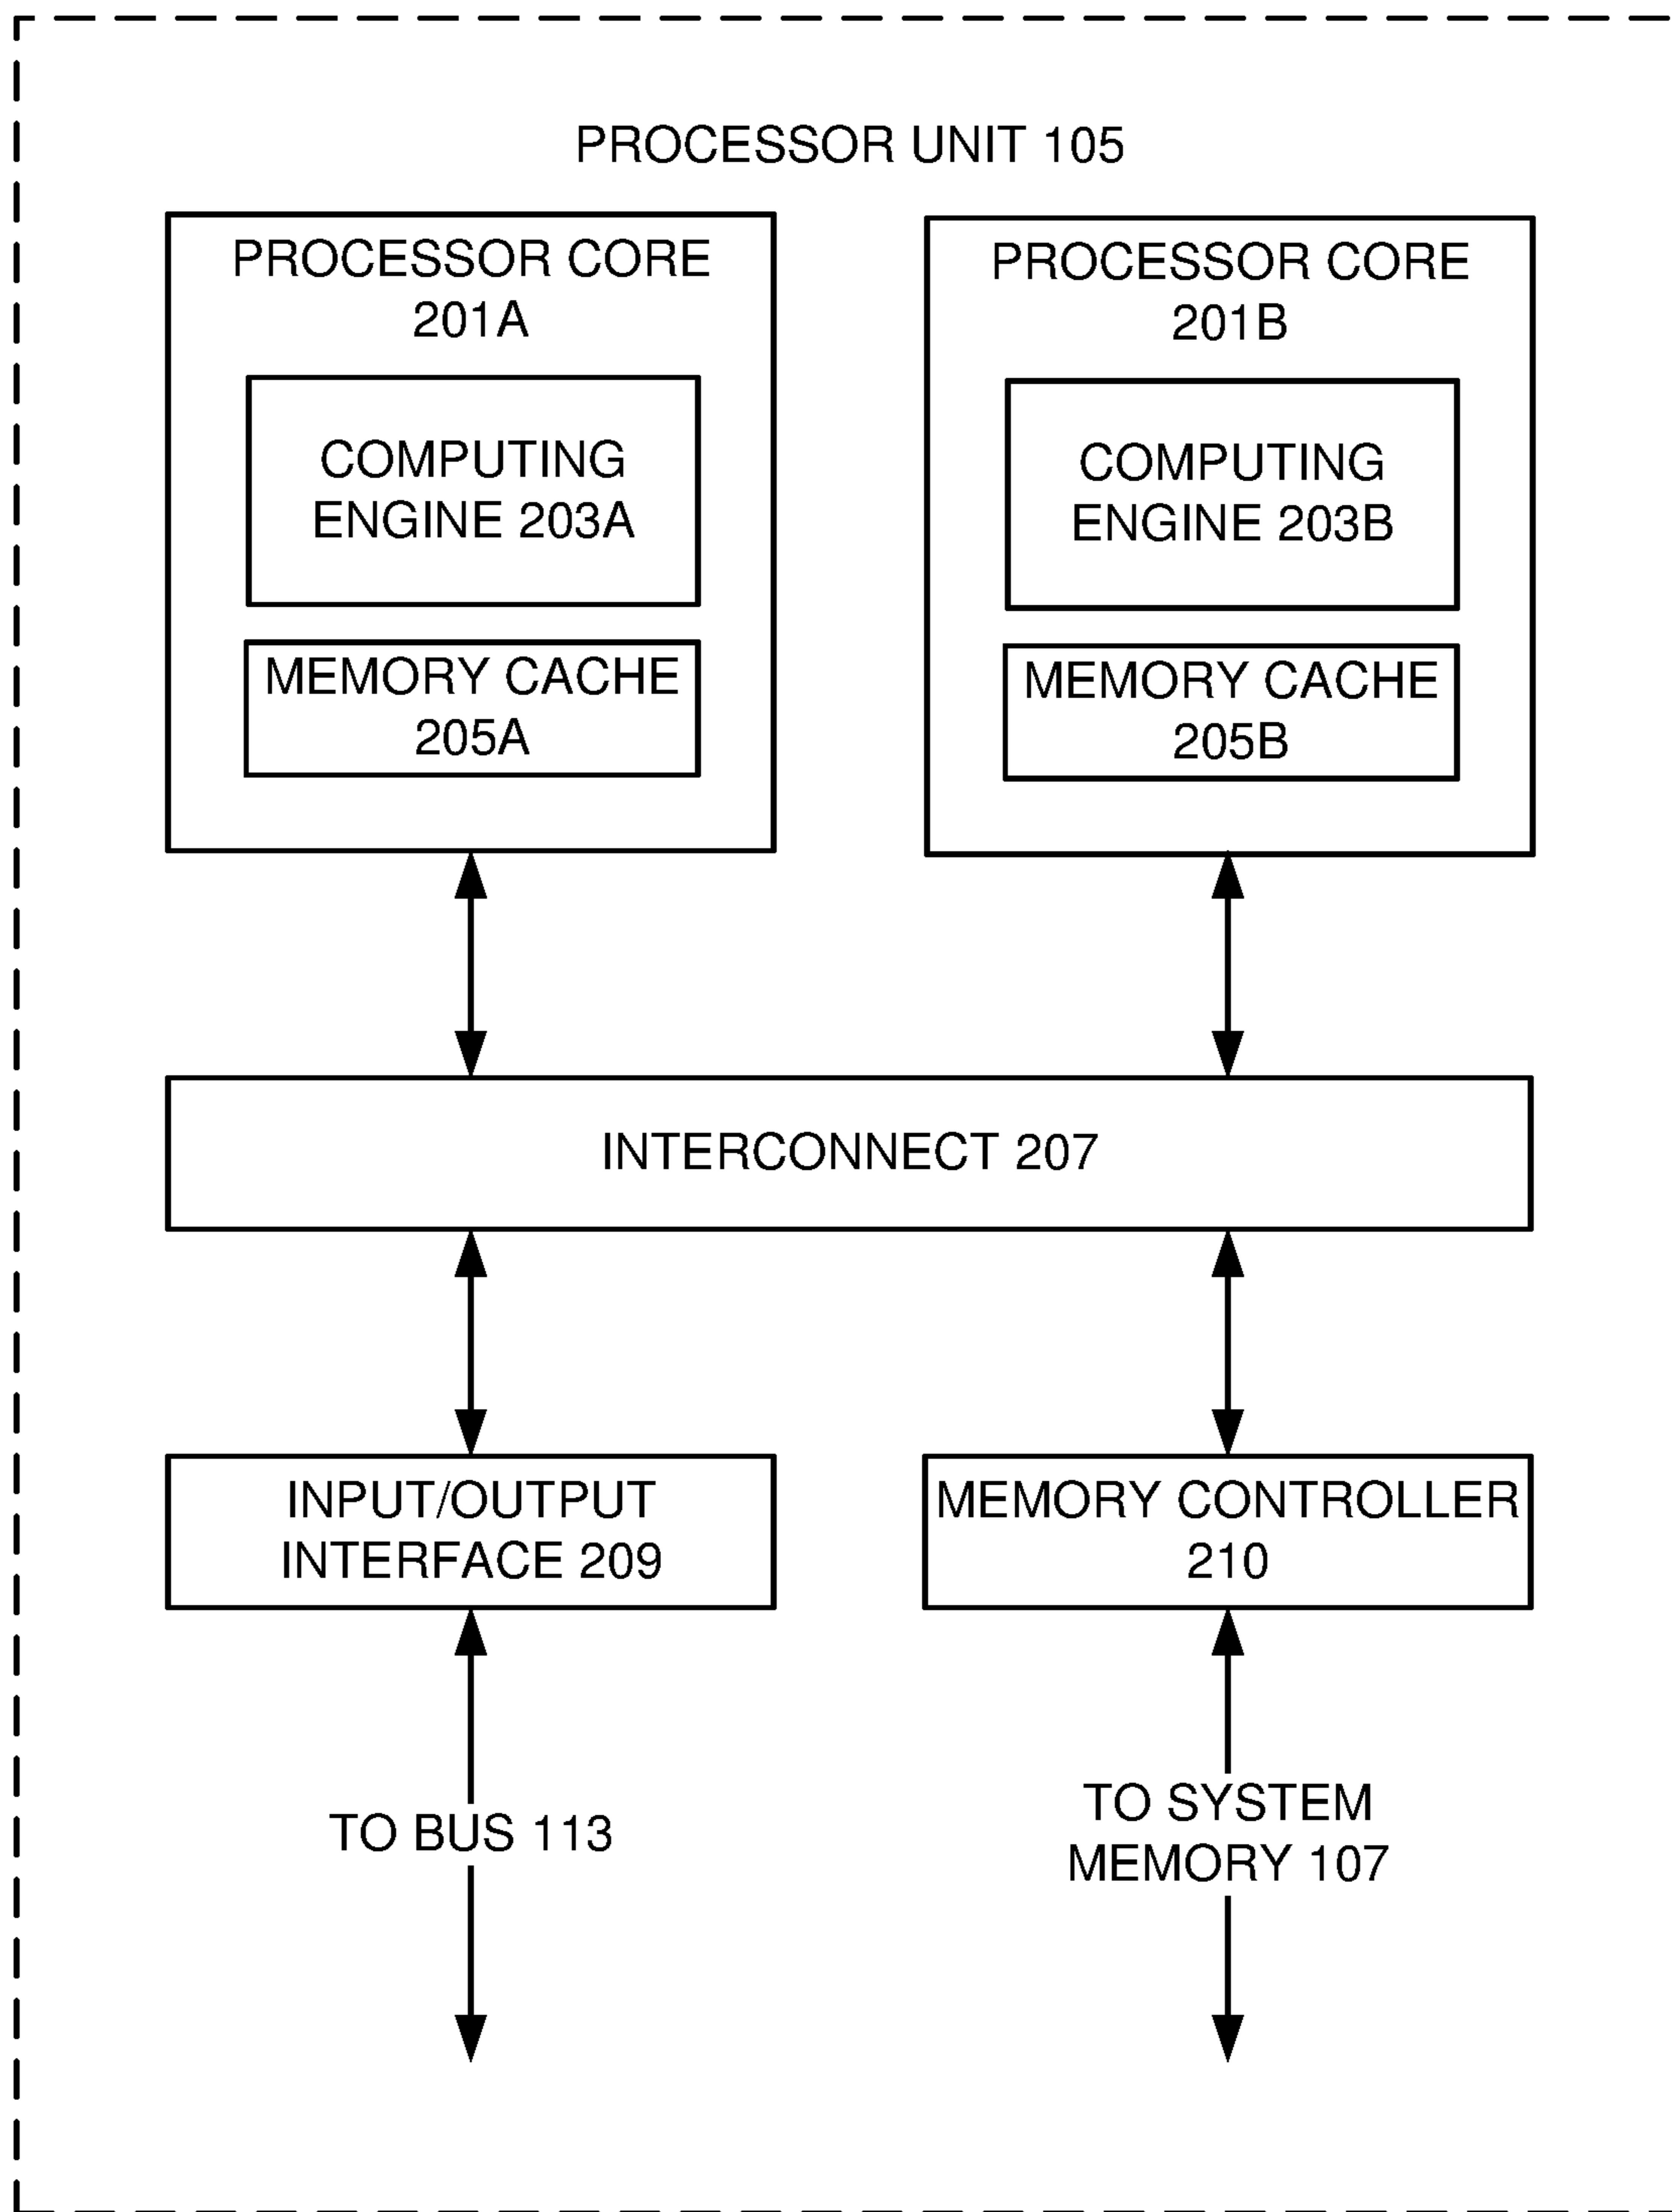 PROCESSOR UNIT 105
PROCESSOR CORE
201A
COMPUTING
ENGINE 203A
MEMORY CACHE
205A
PROCESSOR CORE
201B
COMPUTING
ENGINE 203B
MEMORY CACHE
205B
INTERCONNECT 207
INPUT/OUTPUT
INTERFACE 209
MEMORY CONTROLLER
210
TO BUS 113
TO SYSTEM
MEMORY 107